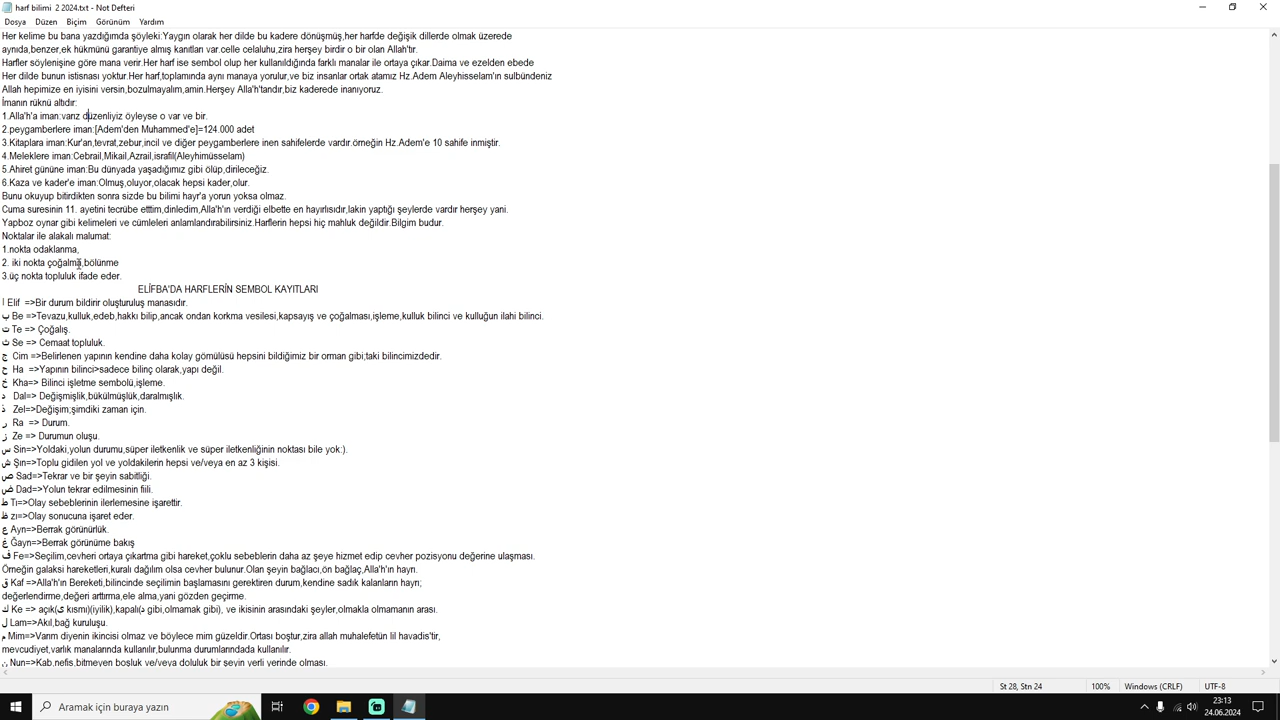 harf bilimi  2 2024.txt - Not Defteri
Dosya Düzen Biçim Görünüm Yardım
Her kelime bu bana yazdığımda şöyleki:Yaygın olarak her dilde bu kadere dönüşmüş,her harfde değişik dillerde olmak üzerede
aynıda,benzer,ek hükmünü garantiye almış kanıtları var.celle celaluhu,zira herşey birdir o bir olan Allah'tır.
Harfler söylenişine göre mana verir.Her harf ise sembol olup her kullanıldığında farklı manalar ile ortaya çıkar.Daima ve ezelden ebede
Her dilde bunun istisnası yoktur.Her harf,toplamında aynı manaya yorulur,ve biz insanlar ortak atamız Hz.Adem Aleyhisselam'ın sulbündeniz
Allah hepimize en iyisini versin,bozulmayalım,amin.Herşey Allah'tandır,biz kaderede inanıyoruz.
İmanın rüknü altıdır:
1.Alla'h'a iman:varız düzenliyiz öyleyse o var ve bir.
2.peygamberlere iman:[Adem'den Muhammed'e]=124.000 adet
3.Kitaplara iman:Kur'an,tevrat,zebur,incil ve diğer peygamberlere inen sahifelerde vardır.örneğin Hz.Adem'e 10 sahife inmiştir.
4.Meleklere iman:Cebrail,Mikail,Azrail,israfil(Aleyhimüsselam)
5.Ahiret gününe iman:Bu dünyada yaşadığımız gibi ölüp,dirileceğiz.
6.Kaza ve kader'e iman:Olmuş,oluyor,olacak hepsi kader,olur.
Bunu okuyup bitirdikten sonra sizde bu bilimi hayr'a yorun yoksa olmaz.
Cuma suresinin 11. ayetini tecrübe etttim,dinledim,Alla'h'ın verdiği elbette en hayırlısıdır,lakin yaptığı şeylerde vardır herşey yani.
Yapboz oynar gibi kelimeleri ve cümleleri anlamlandırabilirsiniz.Harflerin hepsi hiç mahluk değildir.Bilgim budur.
Noktalar ile alakalı malumat:
1.nokta odaklanma,
2. iki nokta çoğalma,bölünme
3.üç nokta topluluk ifade eder.
ELİFBA'DA HARFLERİN SEMBOL KAYITLARI
ا Elif  =>Bir durum bildirir oluşturuluş manasıdır.
ب Be =>Tevazu,kulluk,edeb,hakkı bilip,ancak ondan korkma vesilesi,kapsayış ve çoğalması,işleme,kulluk bilinci ve kulluğun ilahi bilinci.
ت Te => Çoğalış.
ث Se => Cemaat topluluk.
ج Cim =>Belirlenen yapının kendine daha kolay gömülüsü hepsini bildiğimiz bir orman gibi;taki bilincimizdedir.
ح Ha  =>Yapının bilinci>sadece bilinç olarak,yapı değil.
خ Kha=> Bilinci işletme sembolü,işleme.
د Dal=> Değişmişlik,bükülmüşlük,daralmışlık.
ذ Zel=>Değişim;şimdiki zaman için.
ر Ra  => Durum.
ز Ze => Durumun oluşu.
س Sin=>Yoldaki,yolun durumu,süper iletkenlik ve süper iletkenliğinin noktası bile yok:).
ش Şın=>Toplu gidilen yol ve yoldakilerin hepsi ve/veya en az 3 kişisi.
ص Sad=>Tekrar ve bir şeyin sabitliği.
ض Dad=>Yolun tekrar edilmesinin fiili.
ط Tı=>Olay sebeblerinin ilerlemesine işarettir.
ظ zı=>Olay sonucuna işaret eder.
ع Ayn=>Berrak görünürlük.
غ Ğayn=>Berrak görünüme bakış
ف Fe=>Seçilim,cevheri ortaya çıkartma gibi hareket,çoklu sebeblerin daha az şeye hizmet edip cevher pozisyonu değerine ulaşması.
Örneğin galaksi hareketleri,kuralı dağılım olsa cevher bulunur.Olan şeyin bağlacı,ön bağlaç,Alla'h'ın hayrı.
ق Kaf =>Alla'h'ın Bereketi,bilincinde seçilimin başlamasını gerektiren durum,kendine sadık kalanların hayrı;
değerlendirme,değeri arttırma,ele alma,yani gözden geçirme.
ك Ke => açık(ی kısmı)(iyilik),kapalı(د gibi,olmamak gibi), ve ikisinin arasındaki şeyler,olmakla olmamanın arası.
ل Lam=>Akıl,bağ kuruluşu.
م Mim=>Varım diyenin ikincisi olmaz ve böylece mim güzeldir.Ortası boştur,zira allah muhalefetün lil havadis'tir,
mevcudiyet,varlık manalarında kullanılır,bulunma durumlarındada kullanılır.
ن Nun=>Kab,nefis,bitmeyen boşluk ve/veya doluluk bir şeyin yerli yerinde olması.
St 28, Stn 24
100%
Windows (CRLF)
UTF-8
Aramak için buraya yazın
23:13
24.06.2024